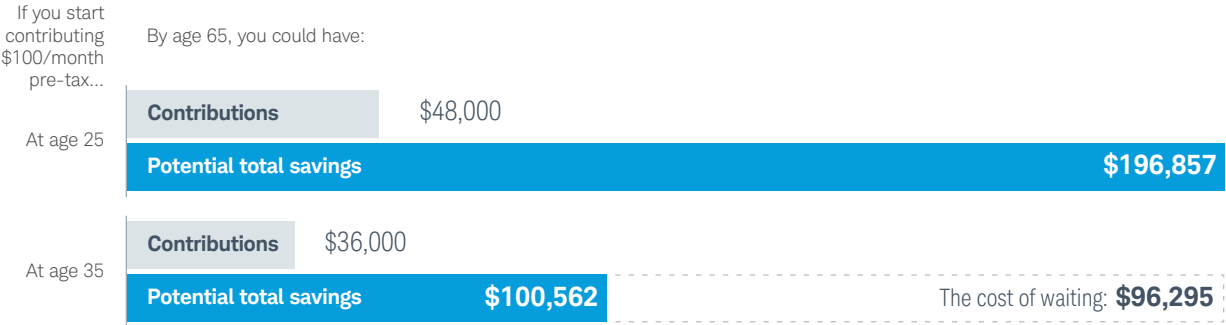 If you start
contributing
$100/month
pre-tax...
By age 65, you could have:
At age 25
Contributions $48,000
Potential total savings $196,857
At age 35
Contributions $36,000
Potential total savings $100,562 The cost of waiting: $96,295